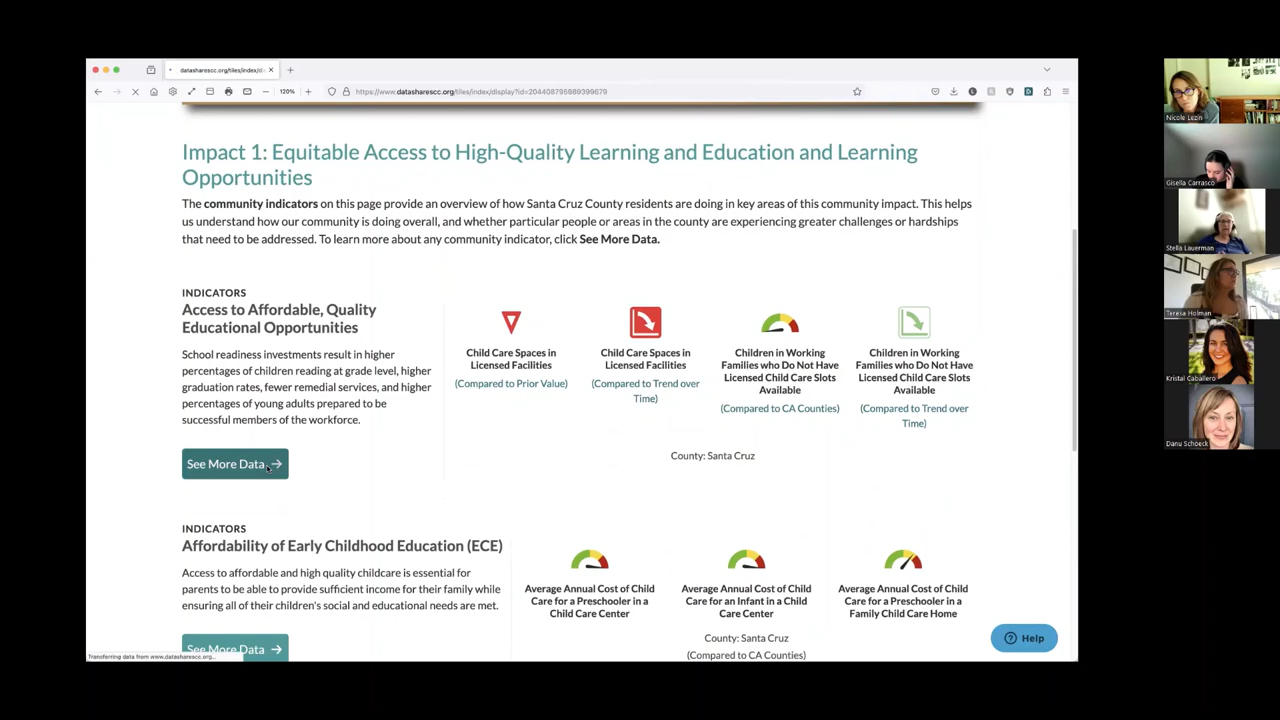 datasharescc.org/tiles/index/di
120%
https://www.datasharescc.org/tiles/index/display?id=204408795989399679
Impact 1: Equitable Access to High-Quality Learning and Education and Learning
Opportunities
The community indicators on this page provide an overview of how Santa Cruz County residents are doing in key areas of this community impact. This helps
us understand how our community is doing overall, and whether particular people or areas in the county are experiencing greater challenges or hardships
that need to be addressed. To learn more about any community indicator, click See More Data.
INDICATORS
Access to Affordable, Quality
Educational Opportunities
School readiness investments result in higher
percentages of children reading at grade level, higher
graduation rates, fewer remedial services, and higher
percentages of young adults prepared to be
successful members of the workforce.
See More Data
Child Care Spaces in
Licensed Facilities
(Compared to Prior Value)
Child Care Spaces in
Licensed Facilities
(Compared to Trend over
Time)
Children in Working
Families who Do Not Have
Licensed Child Care Slots
Available
(Compared to CA Counties)
Children in Working
Families who Do Not Have
Licensed Child Care Slots
Available
(Compared to Trend over
Time)
County: Santa Cruz
INDICATORS
Affordability of Early Childhood Education (ECE)
Access to affordable and high quality childcare is essential for
parents to be able to provide sufficient income for their family while
ensuring all of their children's social and educational needs are met.
See More Data
Average Annual Cost of Child
Care for a Preschooler in a
Child Care Center
Average Annual Cost of Child
Care for an Infant in a Child
Care Center
Average Annual Cost of Child
Care for a Preschooler in a
Family Child Care Home
County: Santa Cruz
(Compared to CA Counties)
Help
Transferring data from www.datasharescc.org...
Nicole Lezin
Gisella Carrasco
Stella Lauerman
Teresa Holman
Kristal Caballero
Danu Schoeck